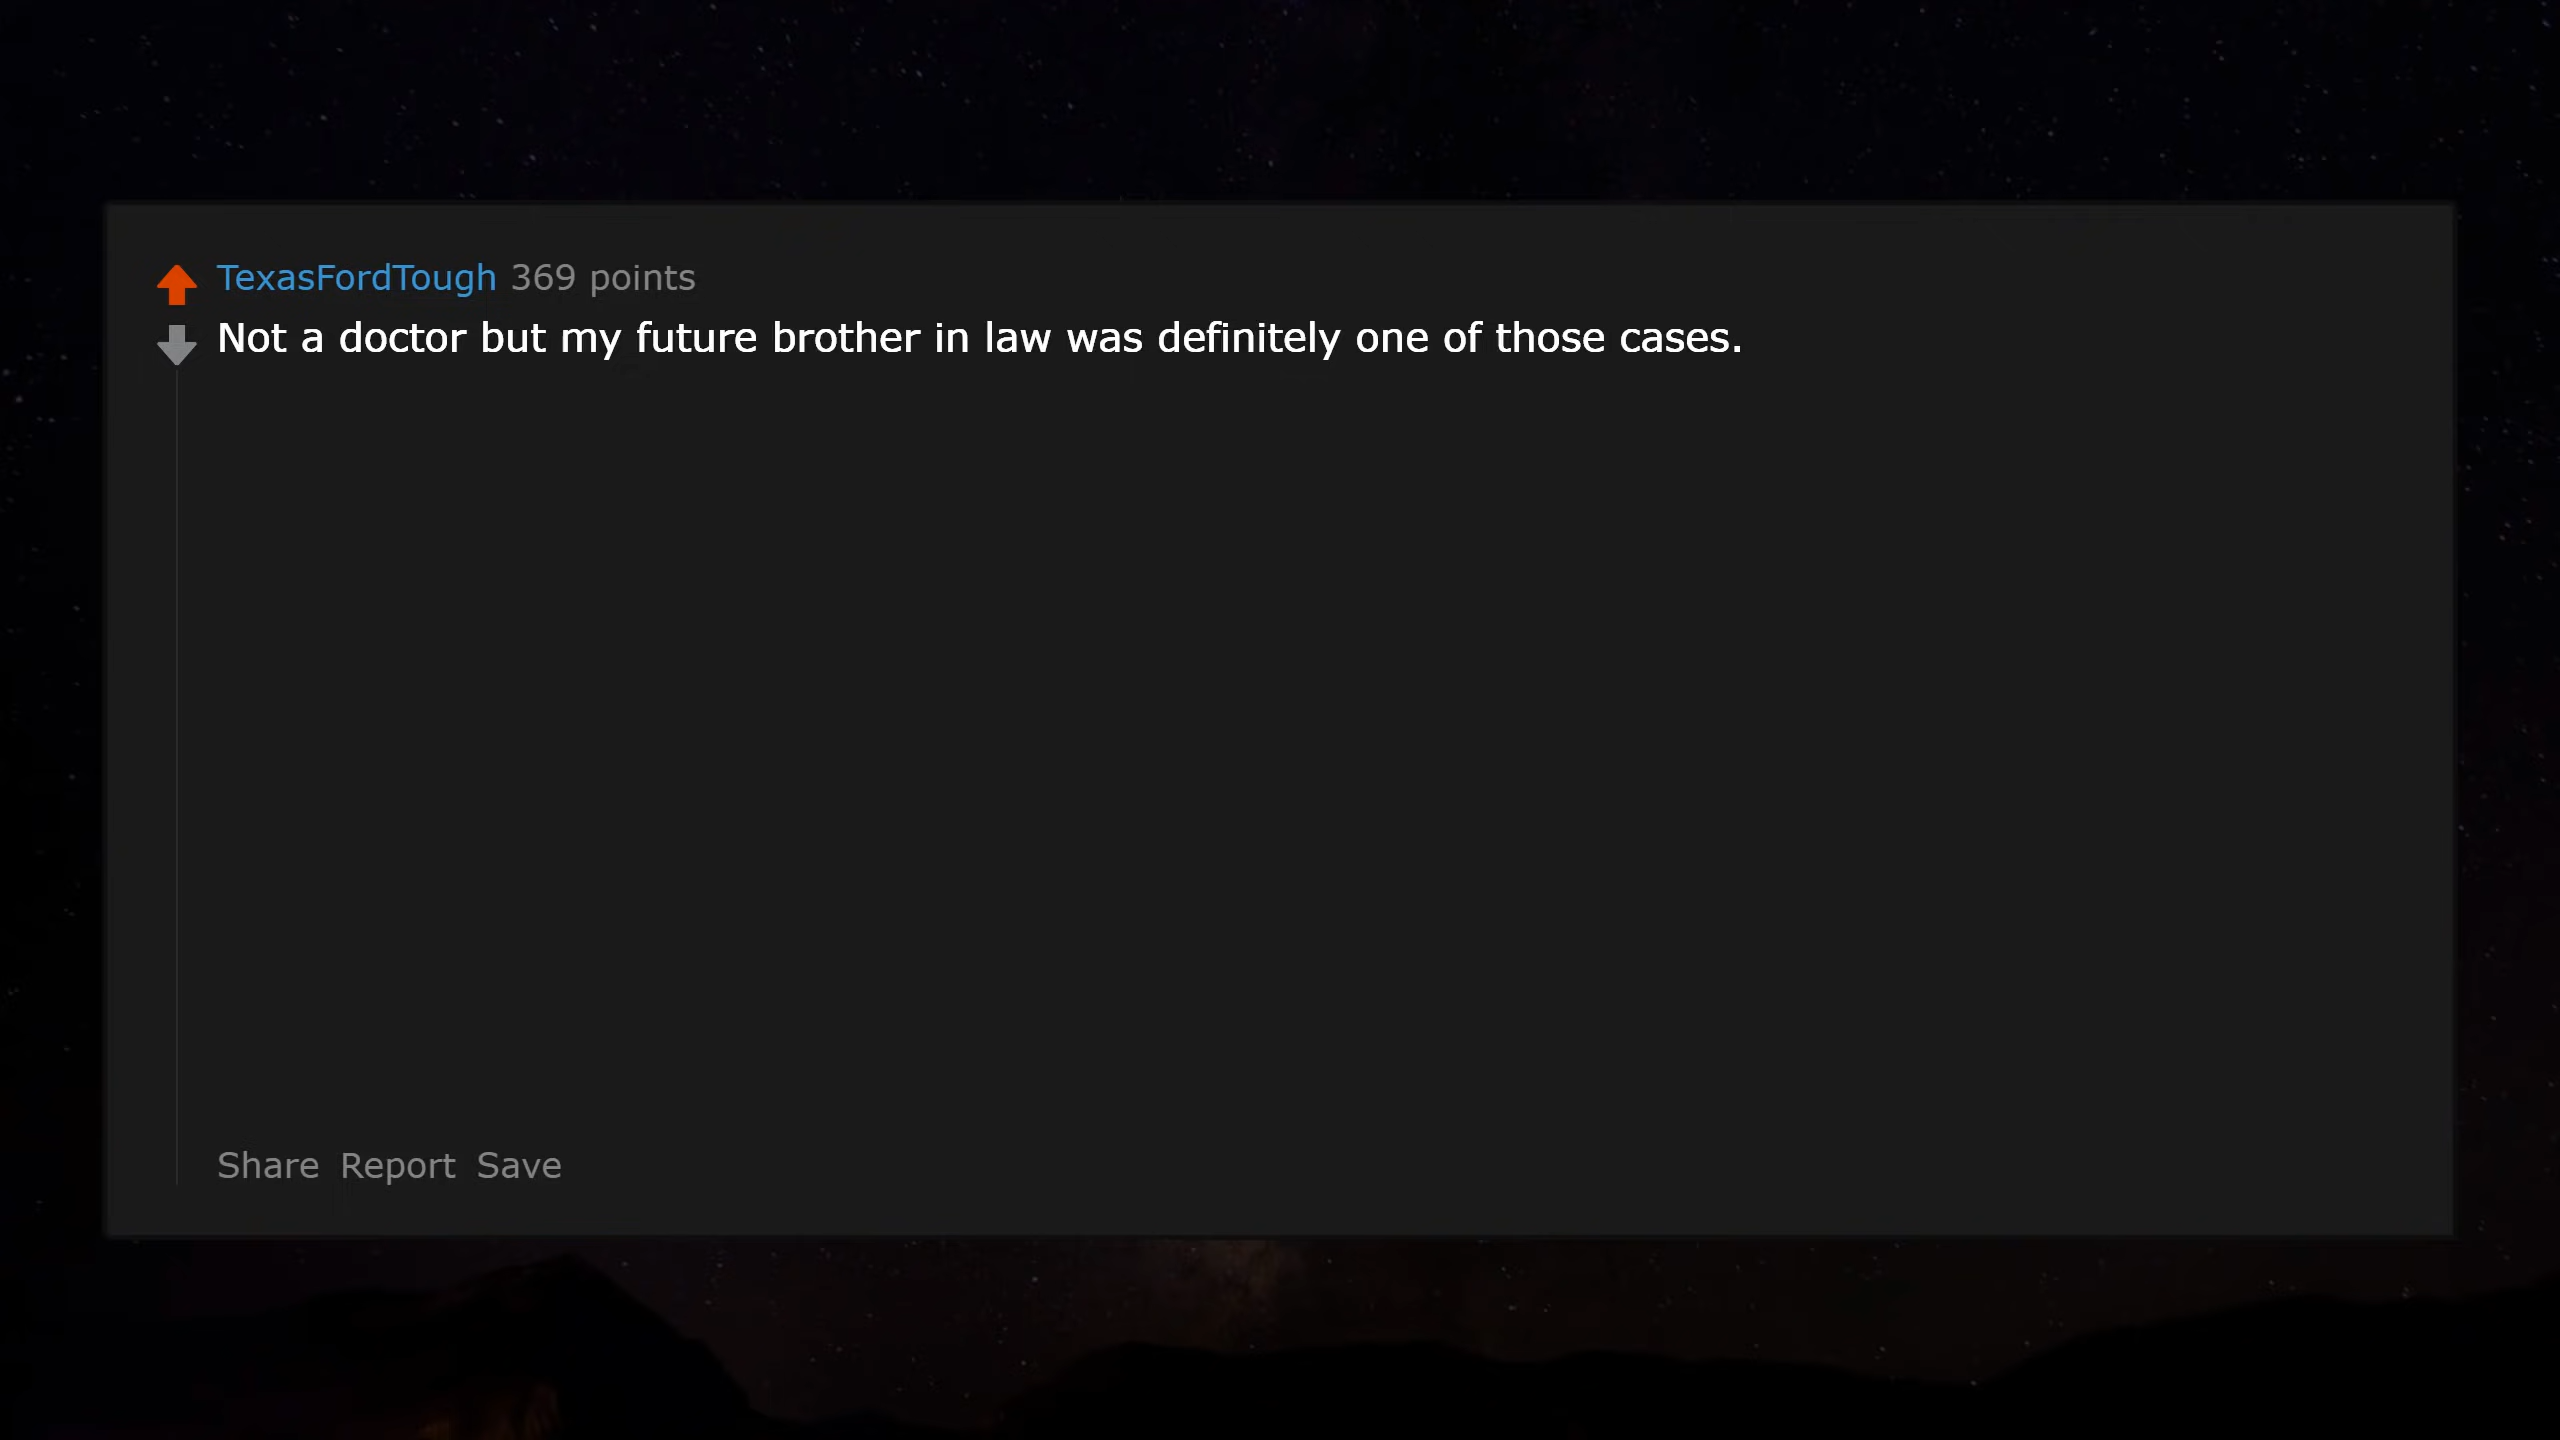 TexasFordTough 369 points
Not a doctor but my future brother in law was definitely one of those cases.
Share Report Save